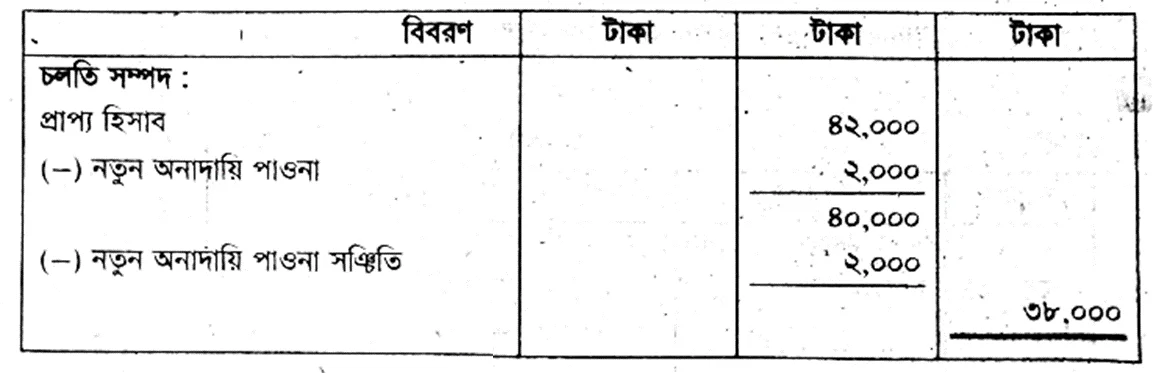 বিবরণ টাকা টাকা টাকা
চলতি সম্পদ :
প্রাপ্য হিসাব ৪২,০০০
(−) নতুন অনাদায়ি পাওনা ২,০০০
৪০,০০০
(−) নতুন অনাদায়ি পাওনা সঞ্চিতি ২,০০০
৩৮,০০০